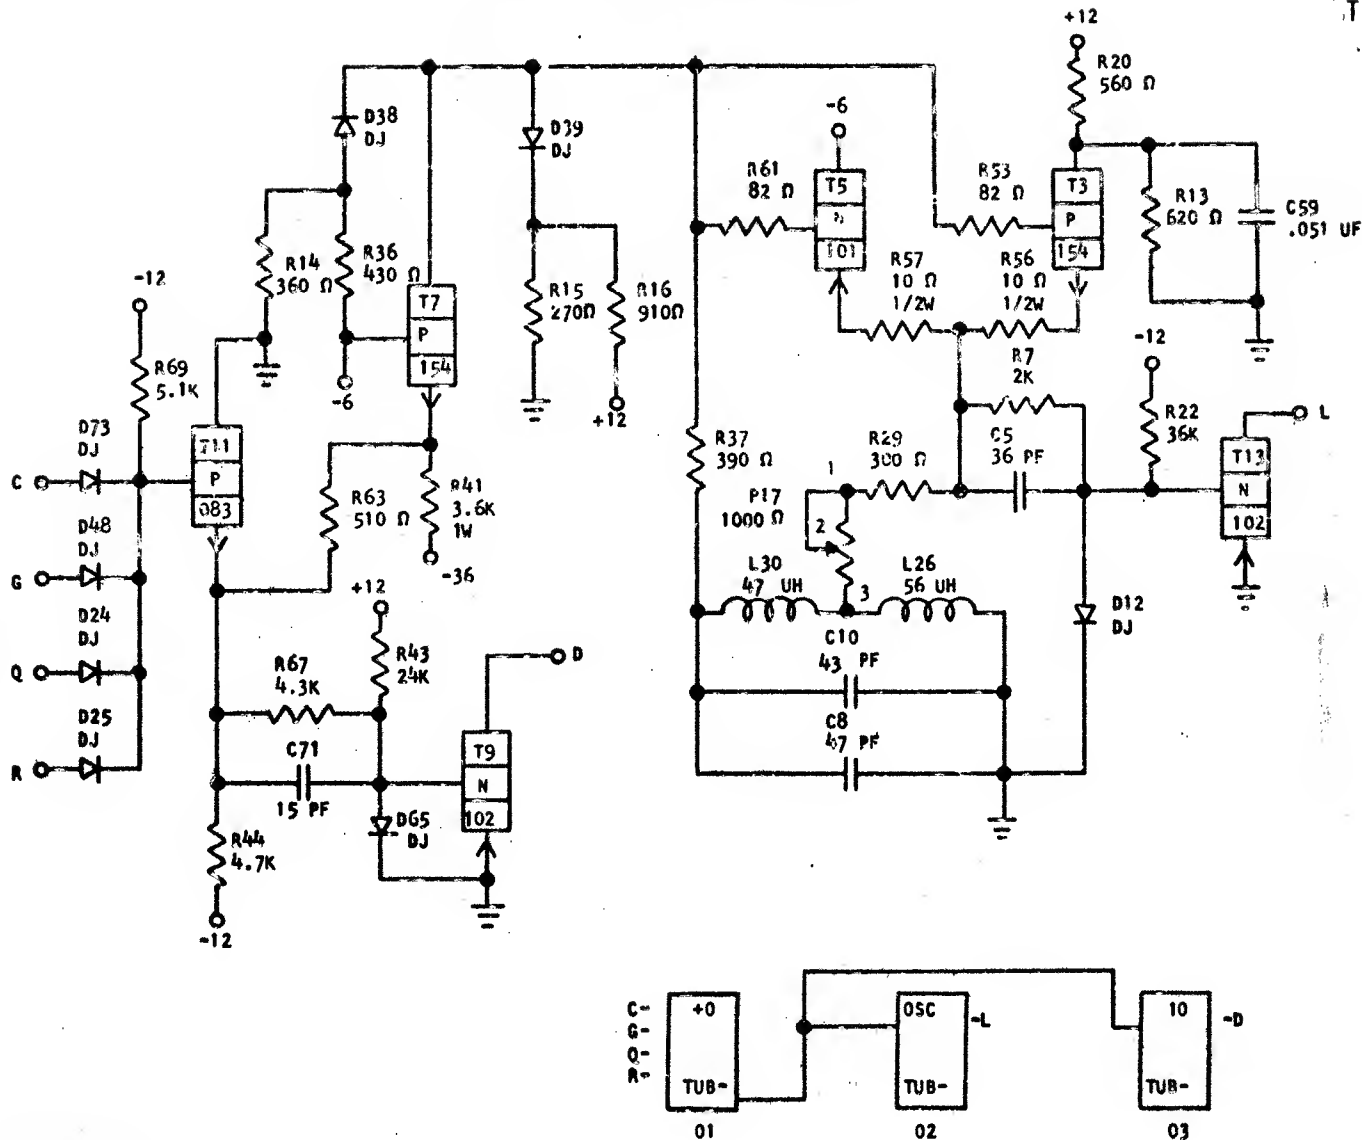 T
+12
R20
560 Ω
D38
DJ
D39
DJ
-6
R61
82 Ω
T5
101
R53
82 Ω
T3
P
154
R13
620 Ω
C59
.051 UF
-12
R14
360 Ω
R36
430 Ω
T7
P
154
R15
270Ω
R16
910Ω
R57
10 Ω
1/2W
R56
10 Ω
1/2W
-6
+12
R69
5.1K
R7
2K
-12
R22
36K
L
D73
DJ
C
T11
P
083
R63
510 Ω
R41
3.6K
1W
-36
R37
390 Ω
1
R29
300 Ω
C5
36 PF
T13
N
102
P17
1000 Ω
2
3
D48
DJ
G
L30
47 UH
L26
56 UH
D12
DJ
+12
D24
DJ
Q
R67
4.3K
R43
24K
D
C10
43 PF
D25
DJ
R
C71
15 PF
T9
N
102
C8
47 PF
D65
DJ
R44
4.7K
-12
C-
G-
Q-
R-
+O
TUB-
01
OSC
-L
TUB-
02
IO
-D
TUB-
03